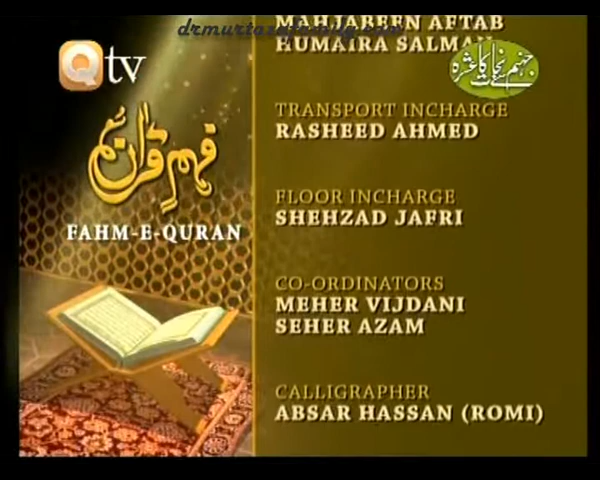 MAHJABEEN AFTAB
HUMAIRA SALMAN
Qtv
جہنم سے نجات کا عشرہ
TRANSPORT INCHARGE
RASHEED AHMED
فہمِ قرآن
FAHM-E-QURAN
FLOOR INCHARGE
SHEHZAD JAFRI
CO-ORDINATORS
MEHER VIJDANI
SEHER AZAM
CALLIGRAPHER
ABSAR HASSAN (ROMI)